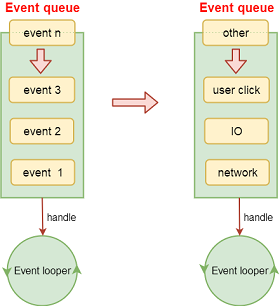 Event queue
event n
event 3
event 2
event 1
handle
Event looper
Event queue
other
user click
IO
network
handle
Event looper